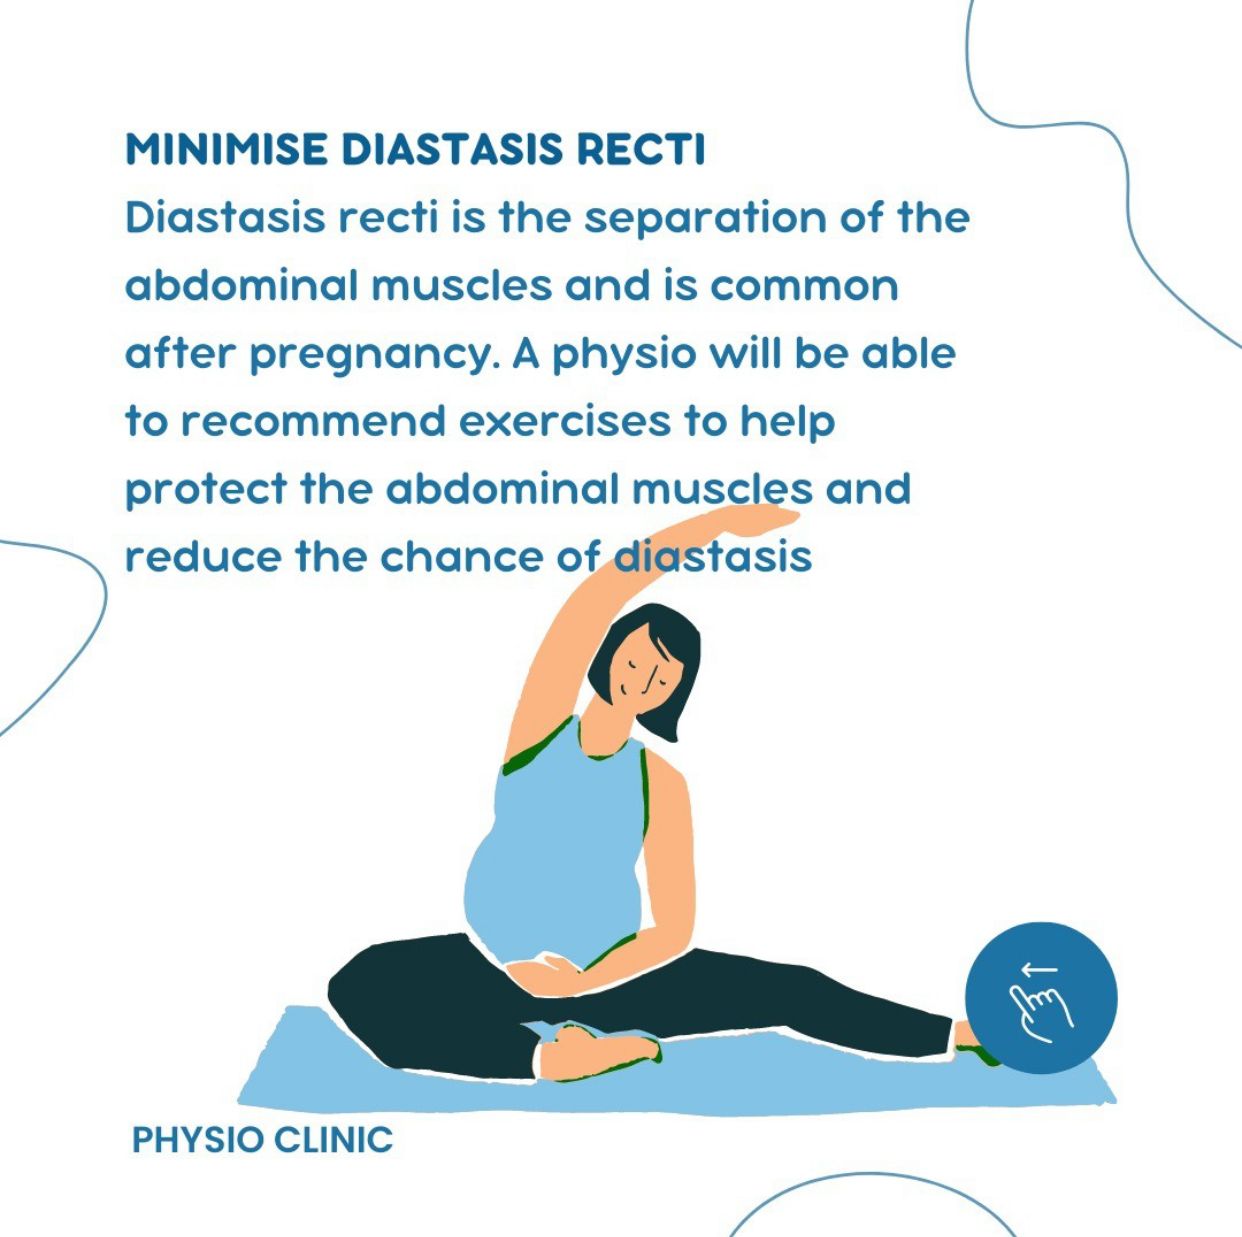 MINIMISE DIASTASIS RECTI
Diastasis recti is the separation of the
abdominal muscles and is common
after pregnancy. A physio will be able
to recommend exercises to help
protect the abdominal muscles and
reduce the chance of diastasis
PHYSIO CLINIC